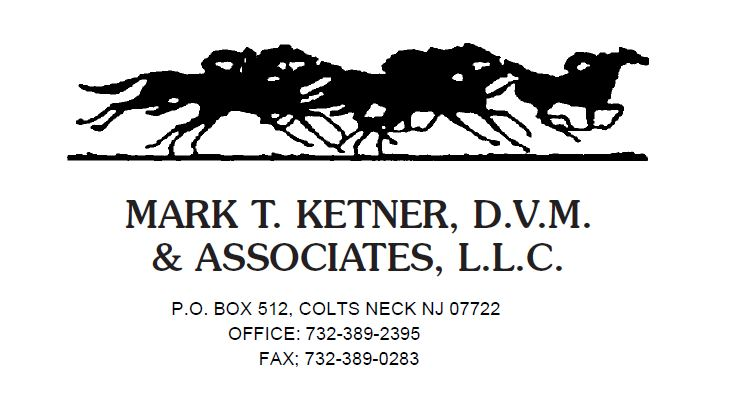 MARK T. KETNER, D.V.M.
& ASSOCIATES, L.L.C.
P.O. BOX 512, COLTS NECK NJ 07722
OFFICE: 732-389-2395
FAX; 732-389-0283